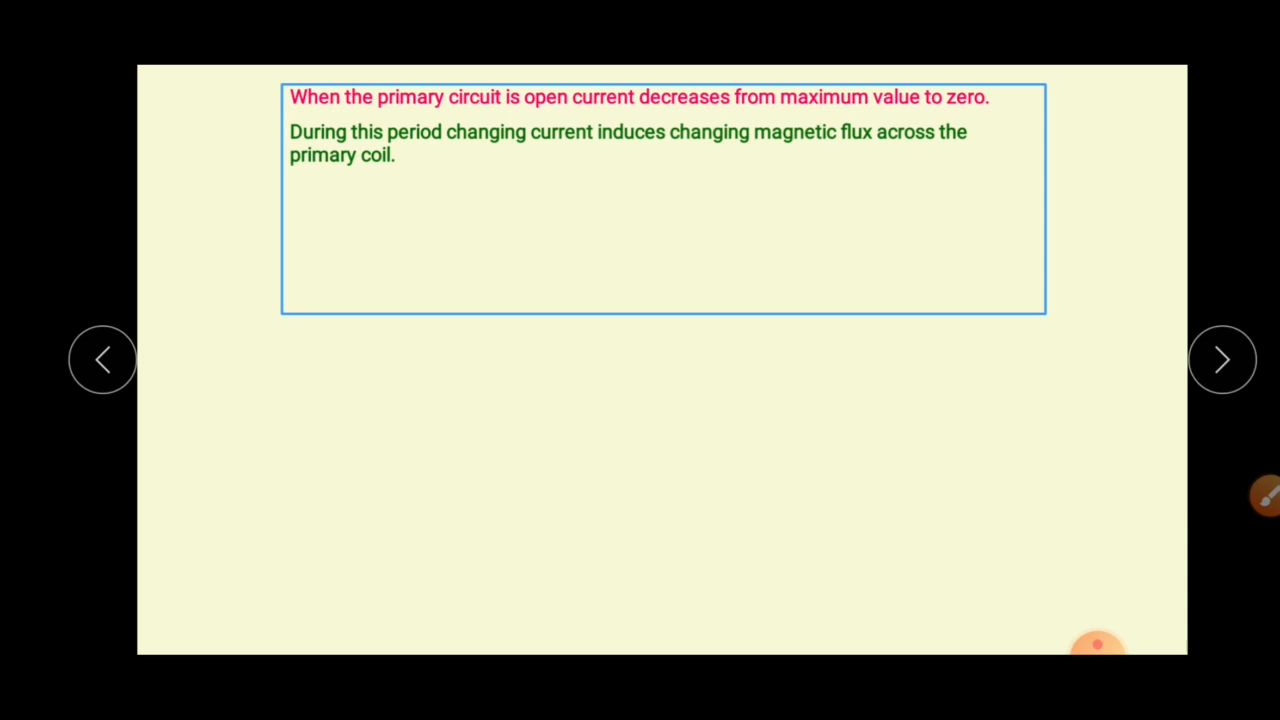 When the primary circuit is open current decreases from maximum value to zero.
During this period changing current induces changing magnetic flux across the
primary coil.